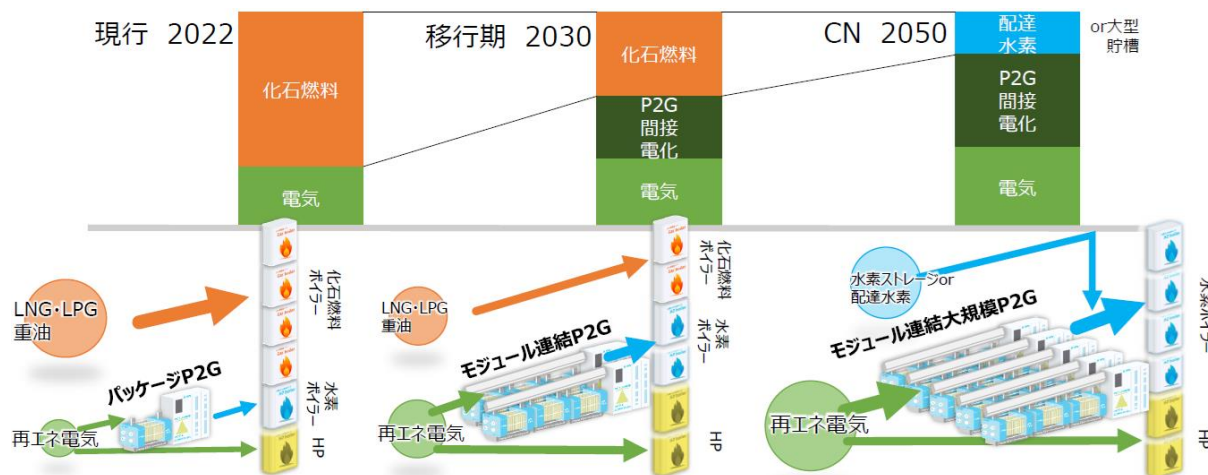 現行 2022
化石燃料
電気
移行期 2030
化石燃料
P2G
間接
電化
電気
CN 2050
配達
水素
or大型
貯槽
P2G
間接
電化
電気
LNG・LPG
重油
化石燃料
ボイラー
パッケージP2G
水素
ボイラー
再エネ電気
HP
LNG・LPG
重油
化石燃料
ボイラー
モジュール連結P2G
水素
ボイラー
再エネ電気
HP
水素ストレージor
配達水素
モジュール連結大規模P2G
水素ボイラー
再エネ電気
HP